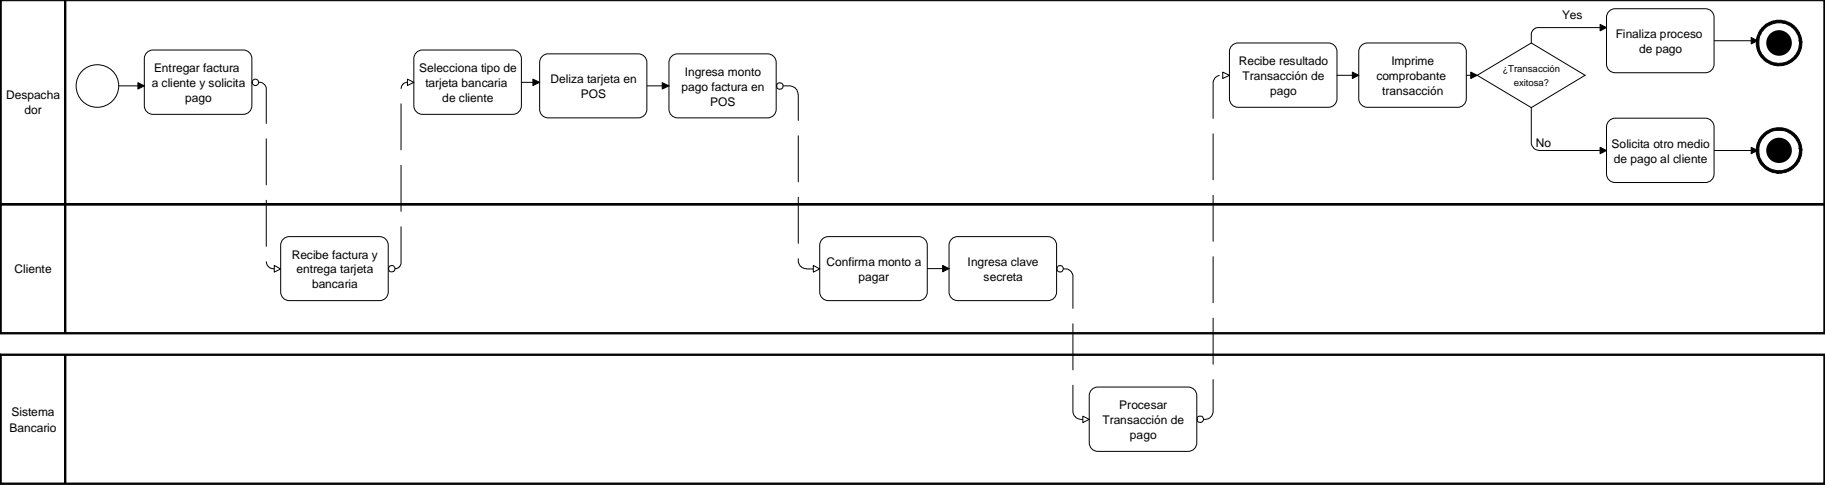 Despacha
dor
Entregar factura
a cliente y solicita
pago
Selecciona tipo de
tarjeta bancaria
de cliente
Deliza tarjeta en
POS
Ingresa monto
pago factura en
POS
Recibe resultado
Transacción de
pago
Imprime
comprobante
transacción
¿Transacción
exitosa?
Yes
Finaliza proceso
de pago
No
Solicita otro medio
de pago al cliente
Cliente
Recibe factura y
entrega tarjeta
bancaria
Confirma monto a
pagar
Ingresa clave
secreta
Sistema
Bancario
Procesar
Transacción de
pago